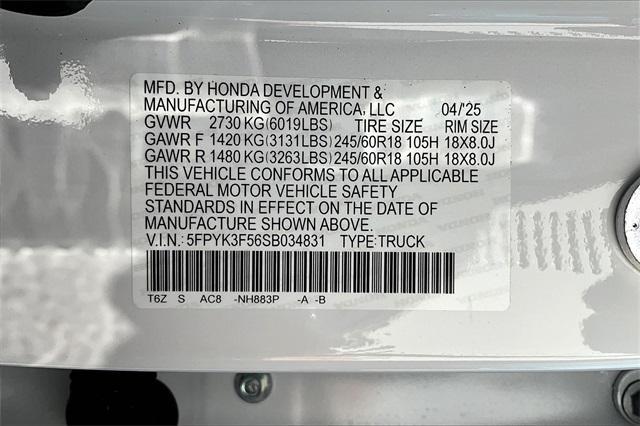 MFD. BY HONDA DEVELOPMENT &
MANUFACTURING OF AMERICA, LLC 04/'25
GVWR 2730 KG(6019LBS) TIRE SIZE RIM SIZE
GAWR F 1420 KG(3131LBS) 245/60R18 105H 18X8.0J
GAWR R 1480 KG(3263LBS) 245/60R18 105H 18X8.0J
THIS VEHICLE CONFORMS TO ALL APPLICABLE
FEDERAL MOTOR VEHICLE SAFETY
STANDARDS IN EFFECT ON THE DATE OF
MANUFACTURE SHOWN ABOVE.
V.I.N.: 5FPYK3F56SB034831 TYPE:TRUCK
T6Z S AC8 -NH883P -A -B